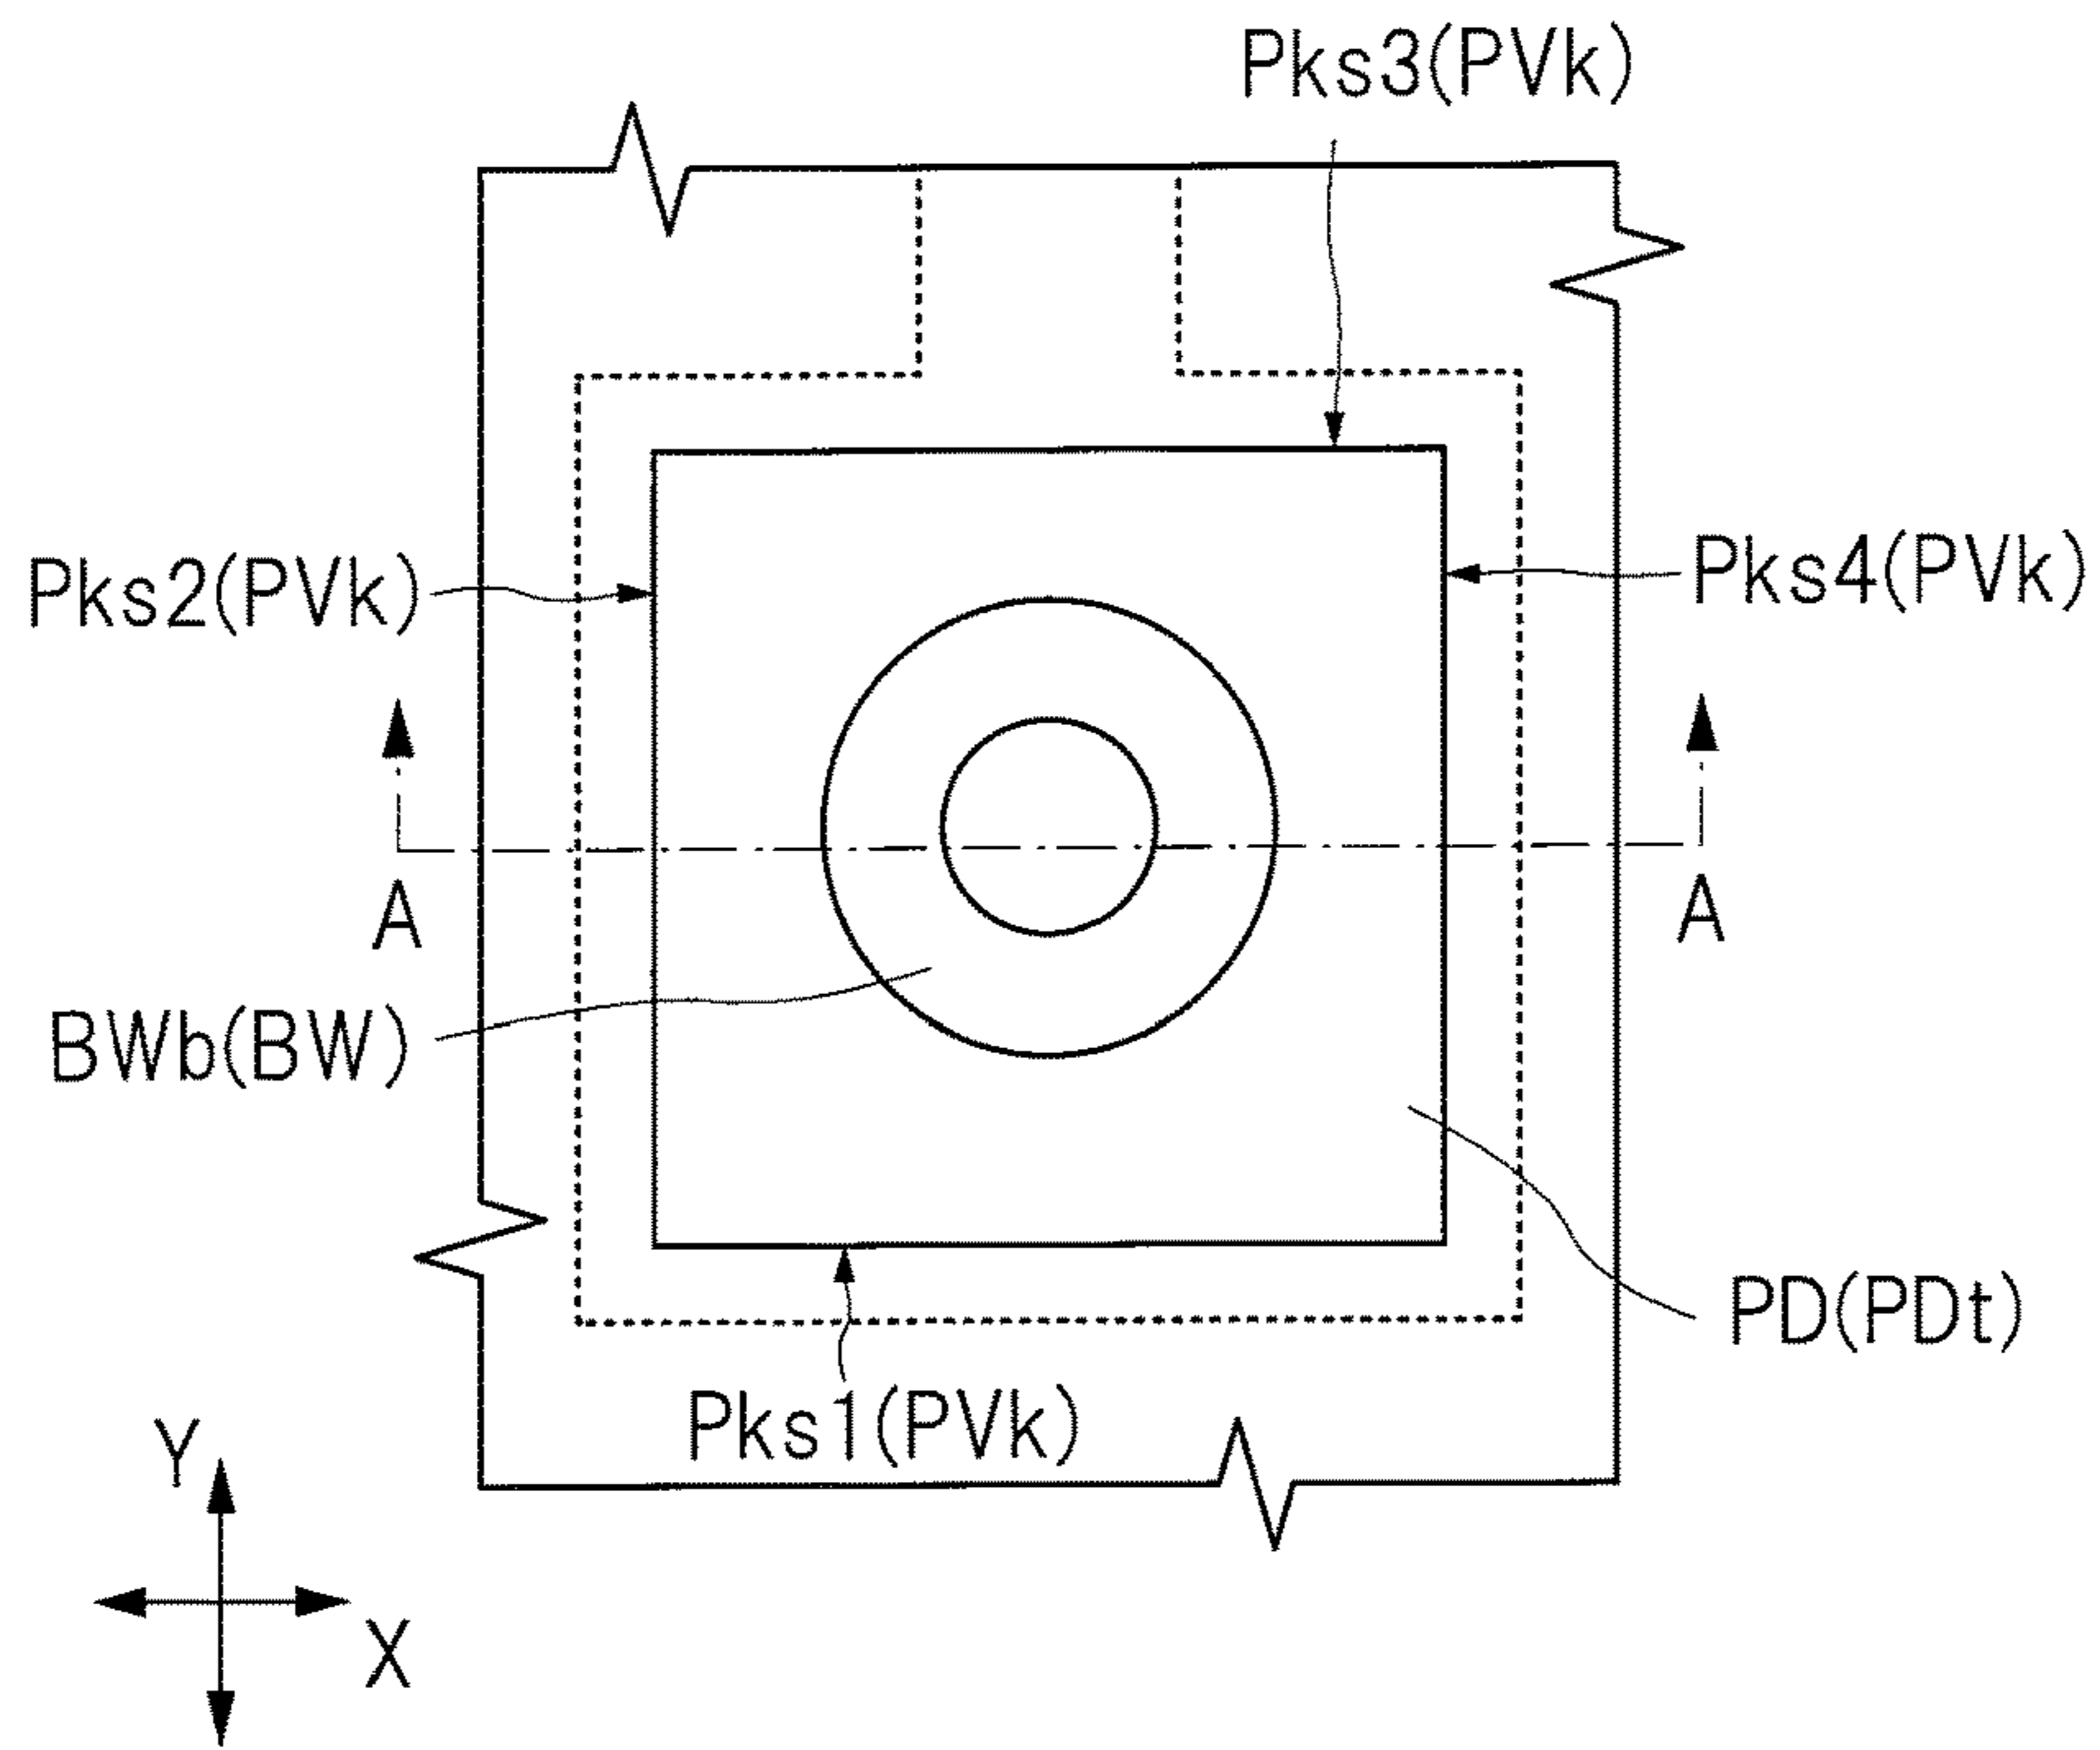 Pks3(PVk)
Pks2(PVk)
Pks4(PVk)
A
A
BWb(BW)
PD(PDt)
Pks1(PVk)
Y
X